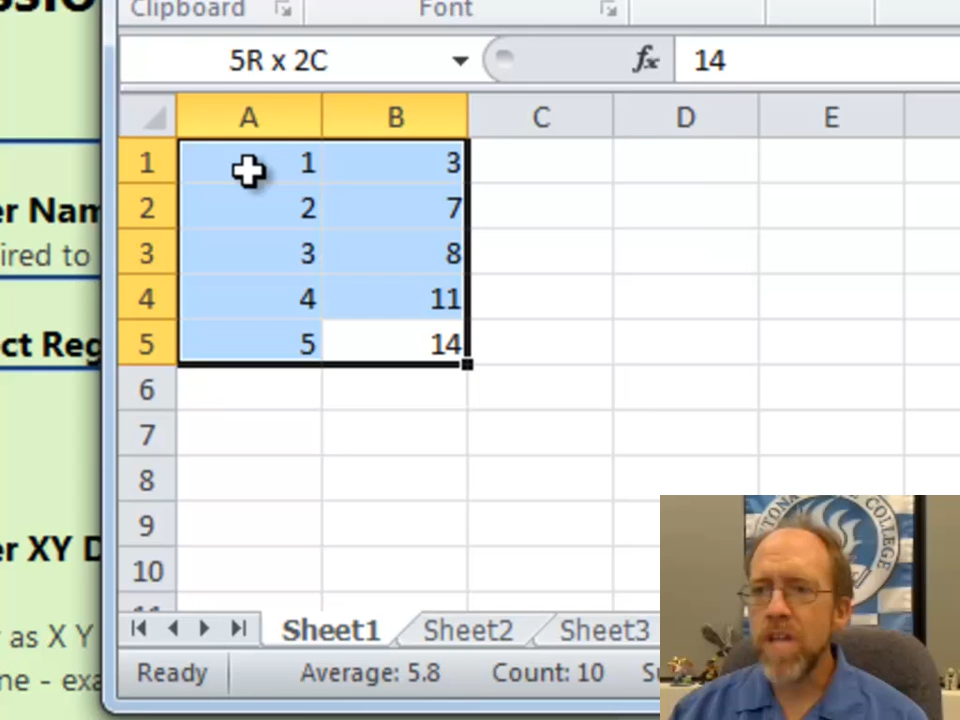 Clipboard
Font
5R x 2C
fx
14
A B C D E
1 1 3
2 2 7
er Nam
ired to
3 3 8
4 4 11
ct Reg
5 5 14
6
7
8
9
er XY D
10
as X Y
Sheet1 Sheet2 Sheet3
Ready
Average: 5.8
Count: 10
ne - exa
COLLEGE